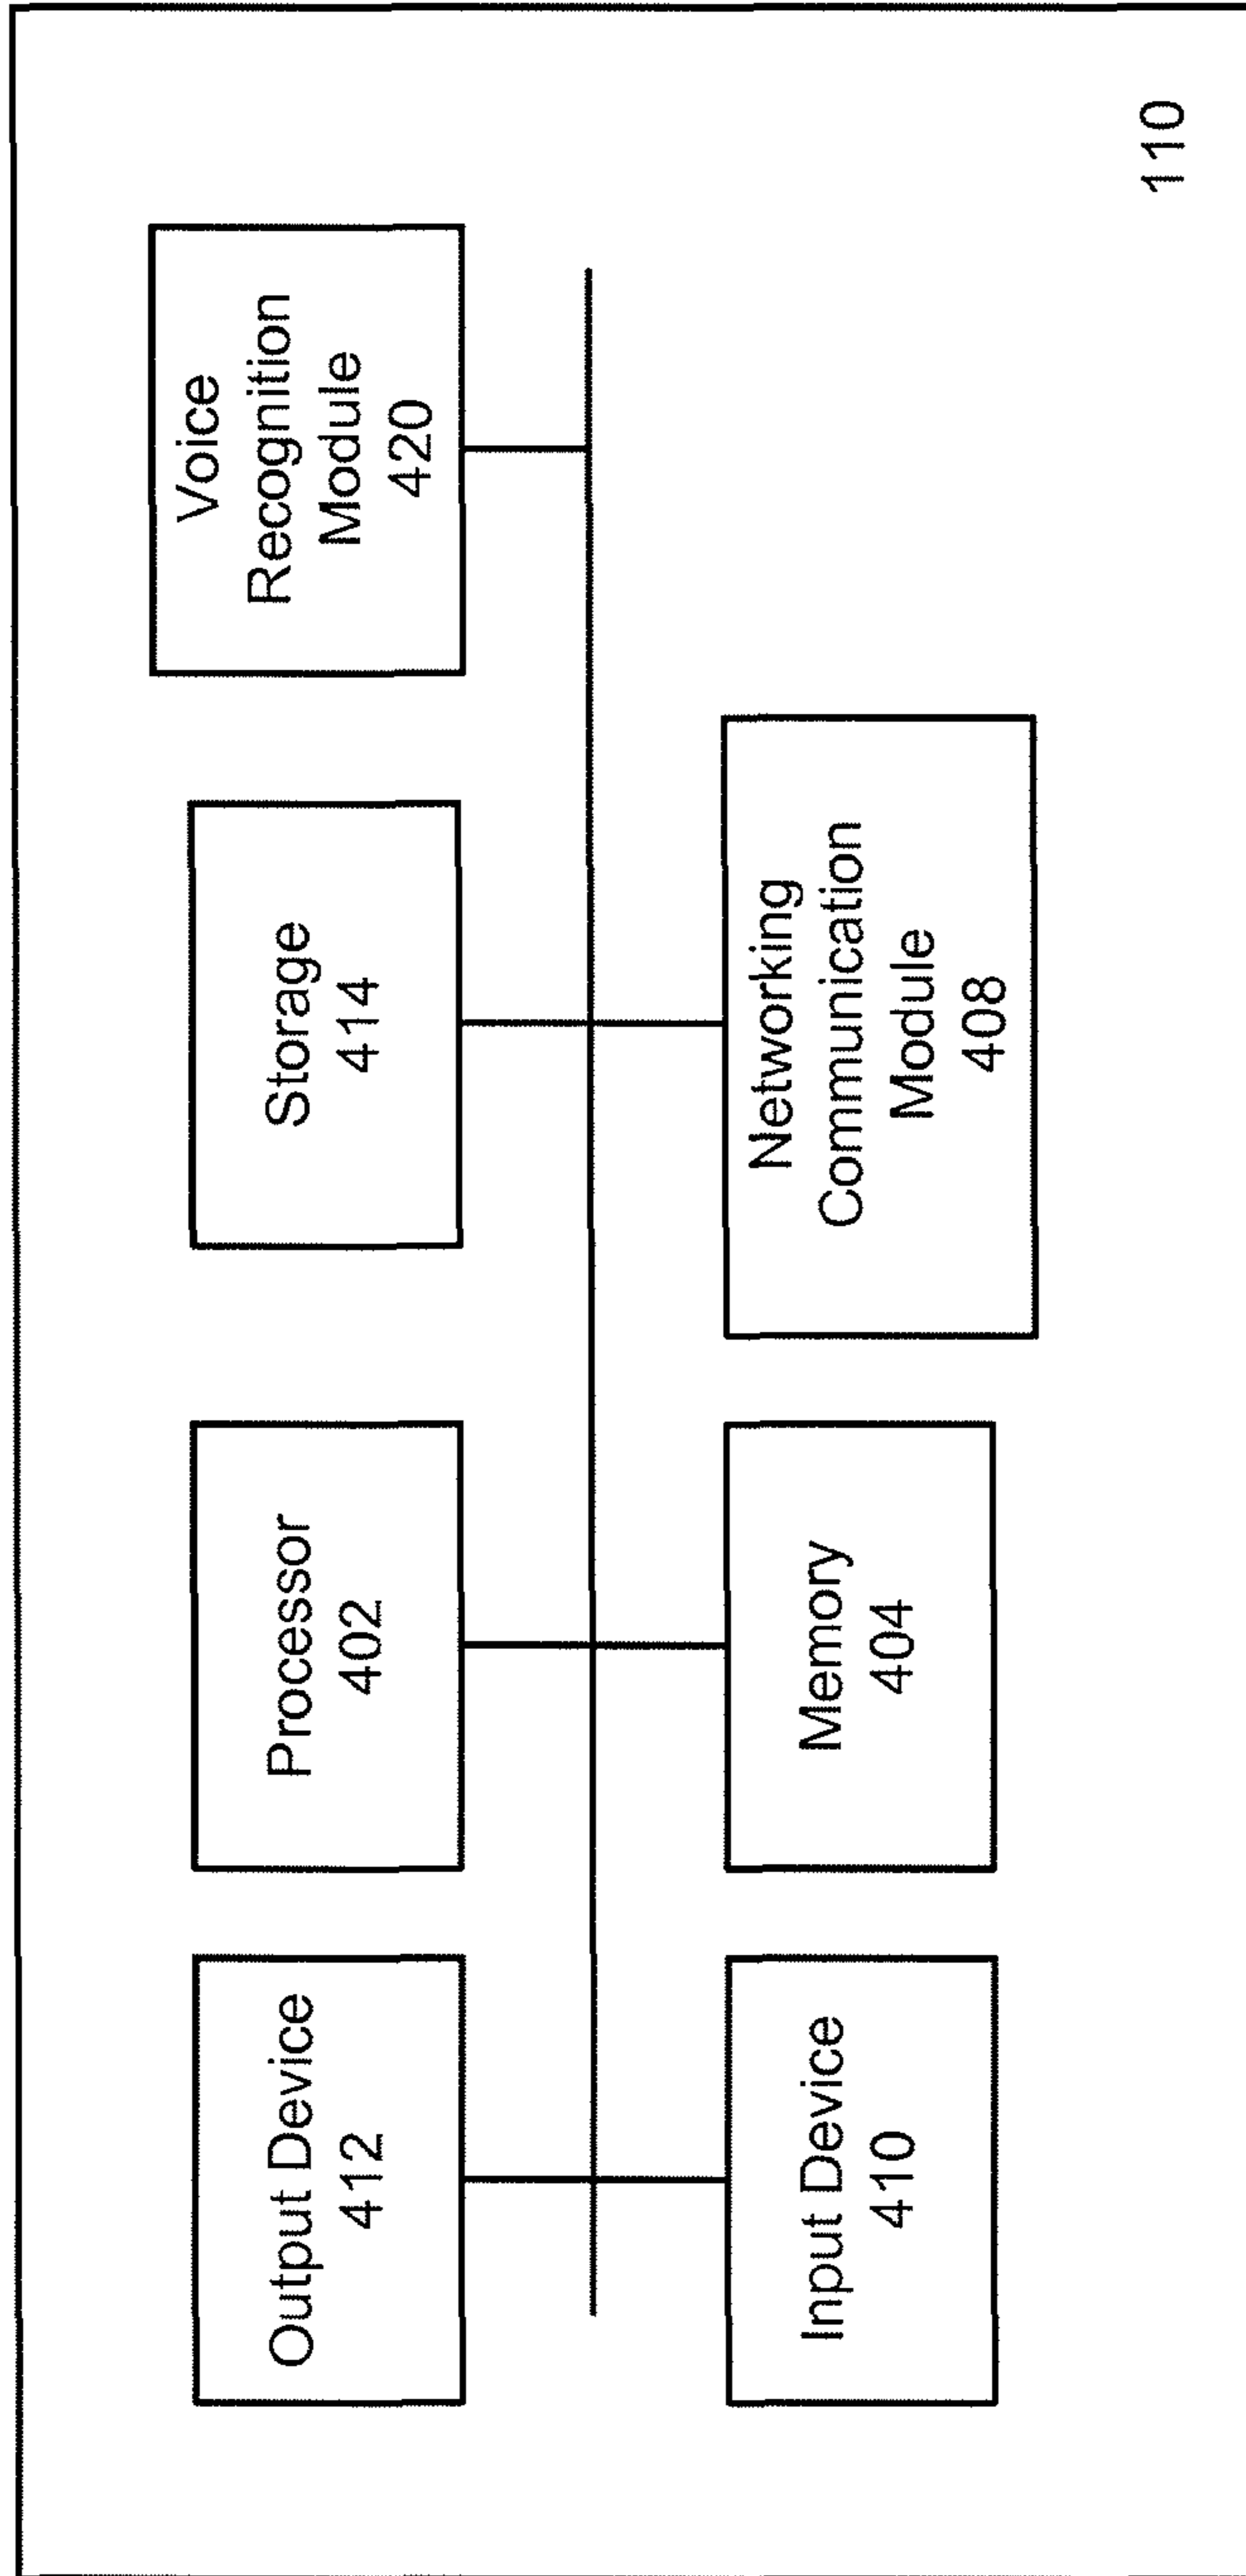 Output Device
412
Processor
402
Storage
414
Voice
Recognition
Module
420
Input Device
410
Memory
404
Networking
Communication
Module
408
110